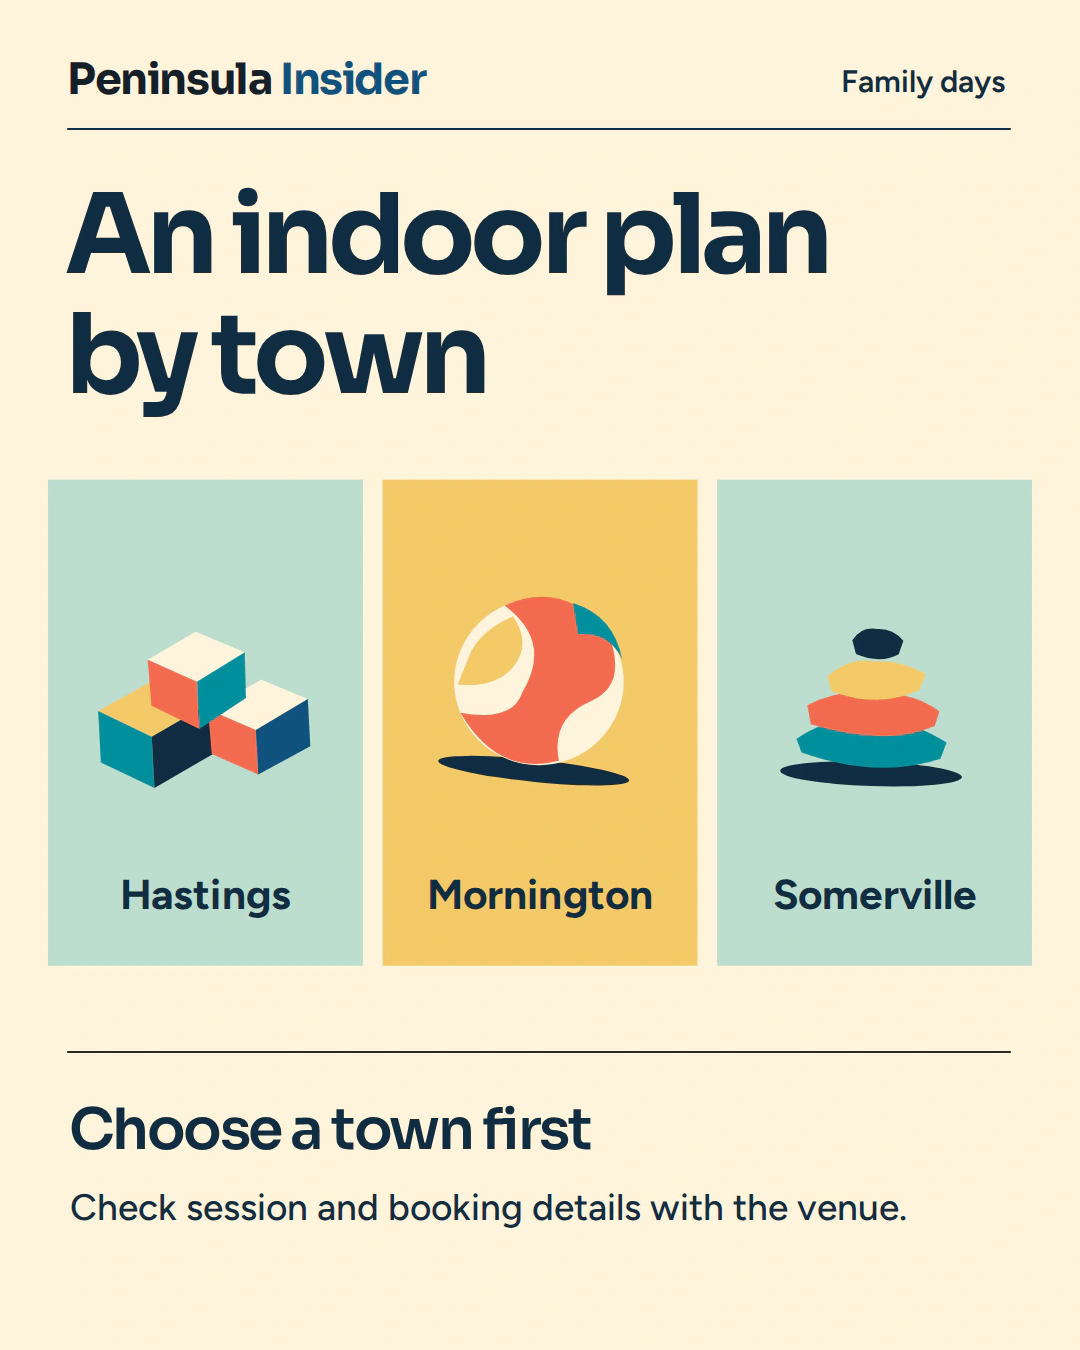 Peninsula Insider
Family days
An indoor plan
by town
Hastings
Mornington
Somerville
Choose a town first
Check session and booking details with the venue.